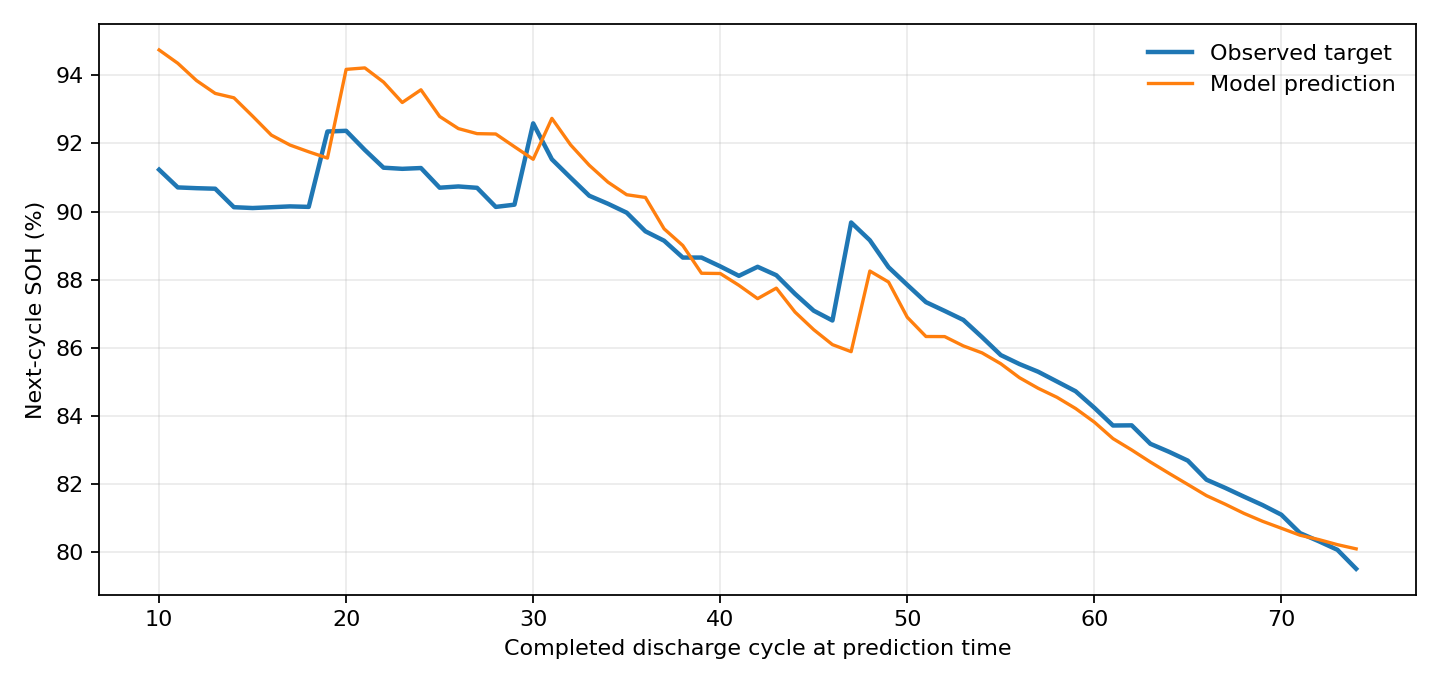 Observed target
Model prediction
Next-cycle SOH (%)
94
92
90
88
86
84
82
80
10 20 30 40 50 60 70
Completed discharge cycle at prediction time